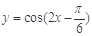 y = cos(2x − π/6)